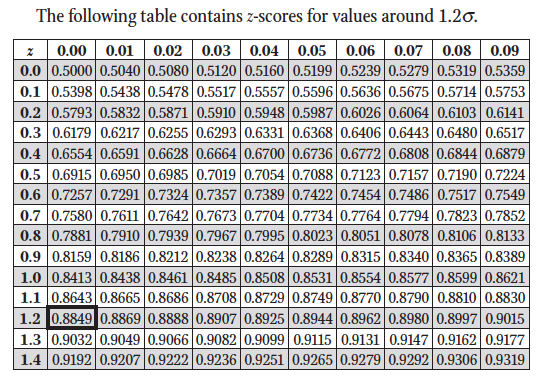 The following table contains z-scores for values around 1.2σ.
z 0.00 0.01 0.02 0.03 0.04 0.05 0.06 0.07 0.08 0.09
0.0 0.5000 0.5040 0.5080 0.5120 0.5160 0.5199 0.5239 0.5279 0.5319 0.5359
0.1 0.5398 0.5438 0.5478 0.5517 0.5557 0.5596 0.5636 0.5675 0.5714 0.5753
0.2 0.5793 0.5832 0.5871 0.5910 0.5948 0.5987 0.6026 0.6064 0.6103 0.6141
0.3 0.6179 0.6217 0.6255 0.6293 0.6331 0.6368 0.6406 0.6443 0.6480 0.6517
0.4 0.6554 0.6591 0.6628 0.6664 0.6700 0.6736 0.6772 0.6808 0.6844 0.6879
0.5 0.6915 0.6950 0.6985 0.7019 0.7054 0.7088 0.7123 0.7157 0.7190 0.7224
0.6 0.7257 0.7291 0.7324 0.7357 0.7389 0.7422 0.7454 0.7486 0.7517 0.7549
0.7 0.7580 0.7611 0.7642 0.7673 0.7704 0.7734 0.7764 0.7794 0.7823 0.7852
0.8 0.7881 0.7910 0.7939 0.7967 0.7995 0.8023 0.8051 0.8078 0.8106 0.8133
0.9 0.8159 0.8186 0.8212 0.8238 0.8264 0.8289 0.8315 0.8340 0.8365 0.8389
1.0 0.8413 0.8438 0.8461 0.8485 0.8508 0.8531 0.8554 0.8577 0.8599 0.8621
1.1 0.8643 0.8665 0.8686 0.8708 0.8729 0.8749 0.8770 0.8790 0.8810 0.8830
1.2 0.8849 0.8869 0.8888 0.8907 0.8925 0.8944 0.8962 0.8980 0.8997 0.9015
1.3 0.9032 0.9049 0.9066 0.9082 0.9099 0.9115 0.9131 0.9147 0.9162 0.9177
1.4 0.9192 0.9207 0.9222 0.9236 0.9251 0.9265 0.9279 0.9292 0.9306 0.9319